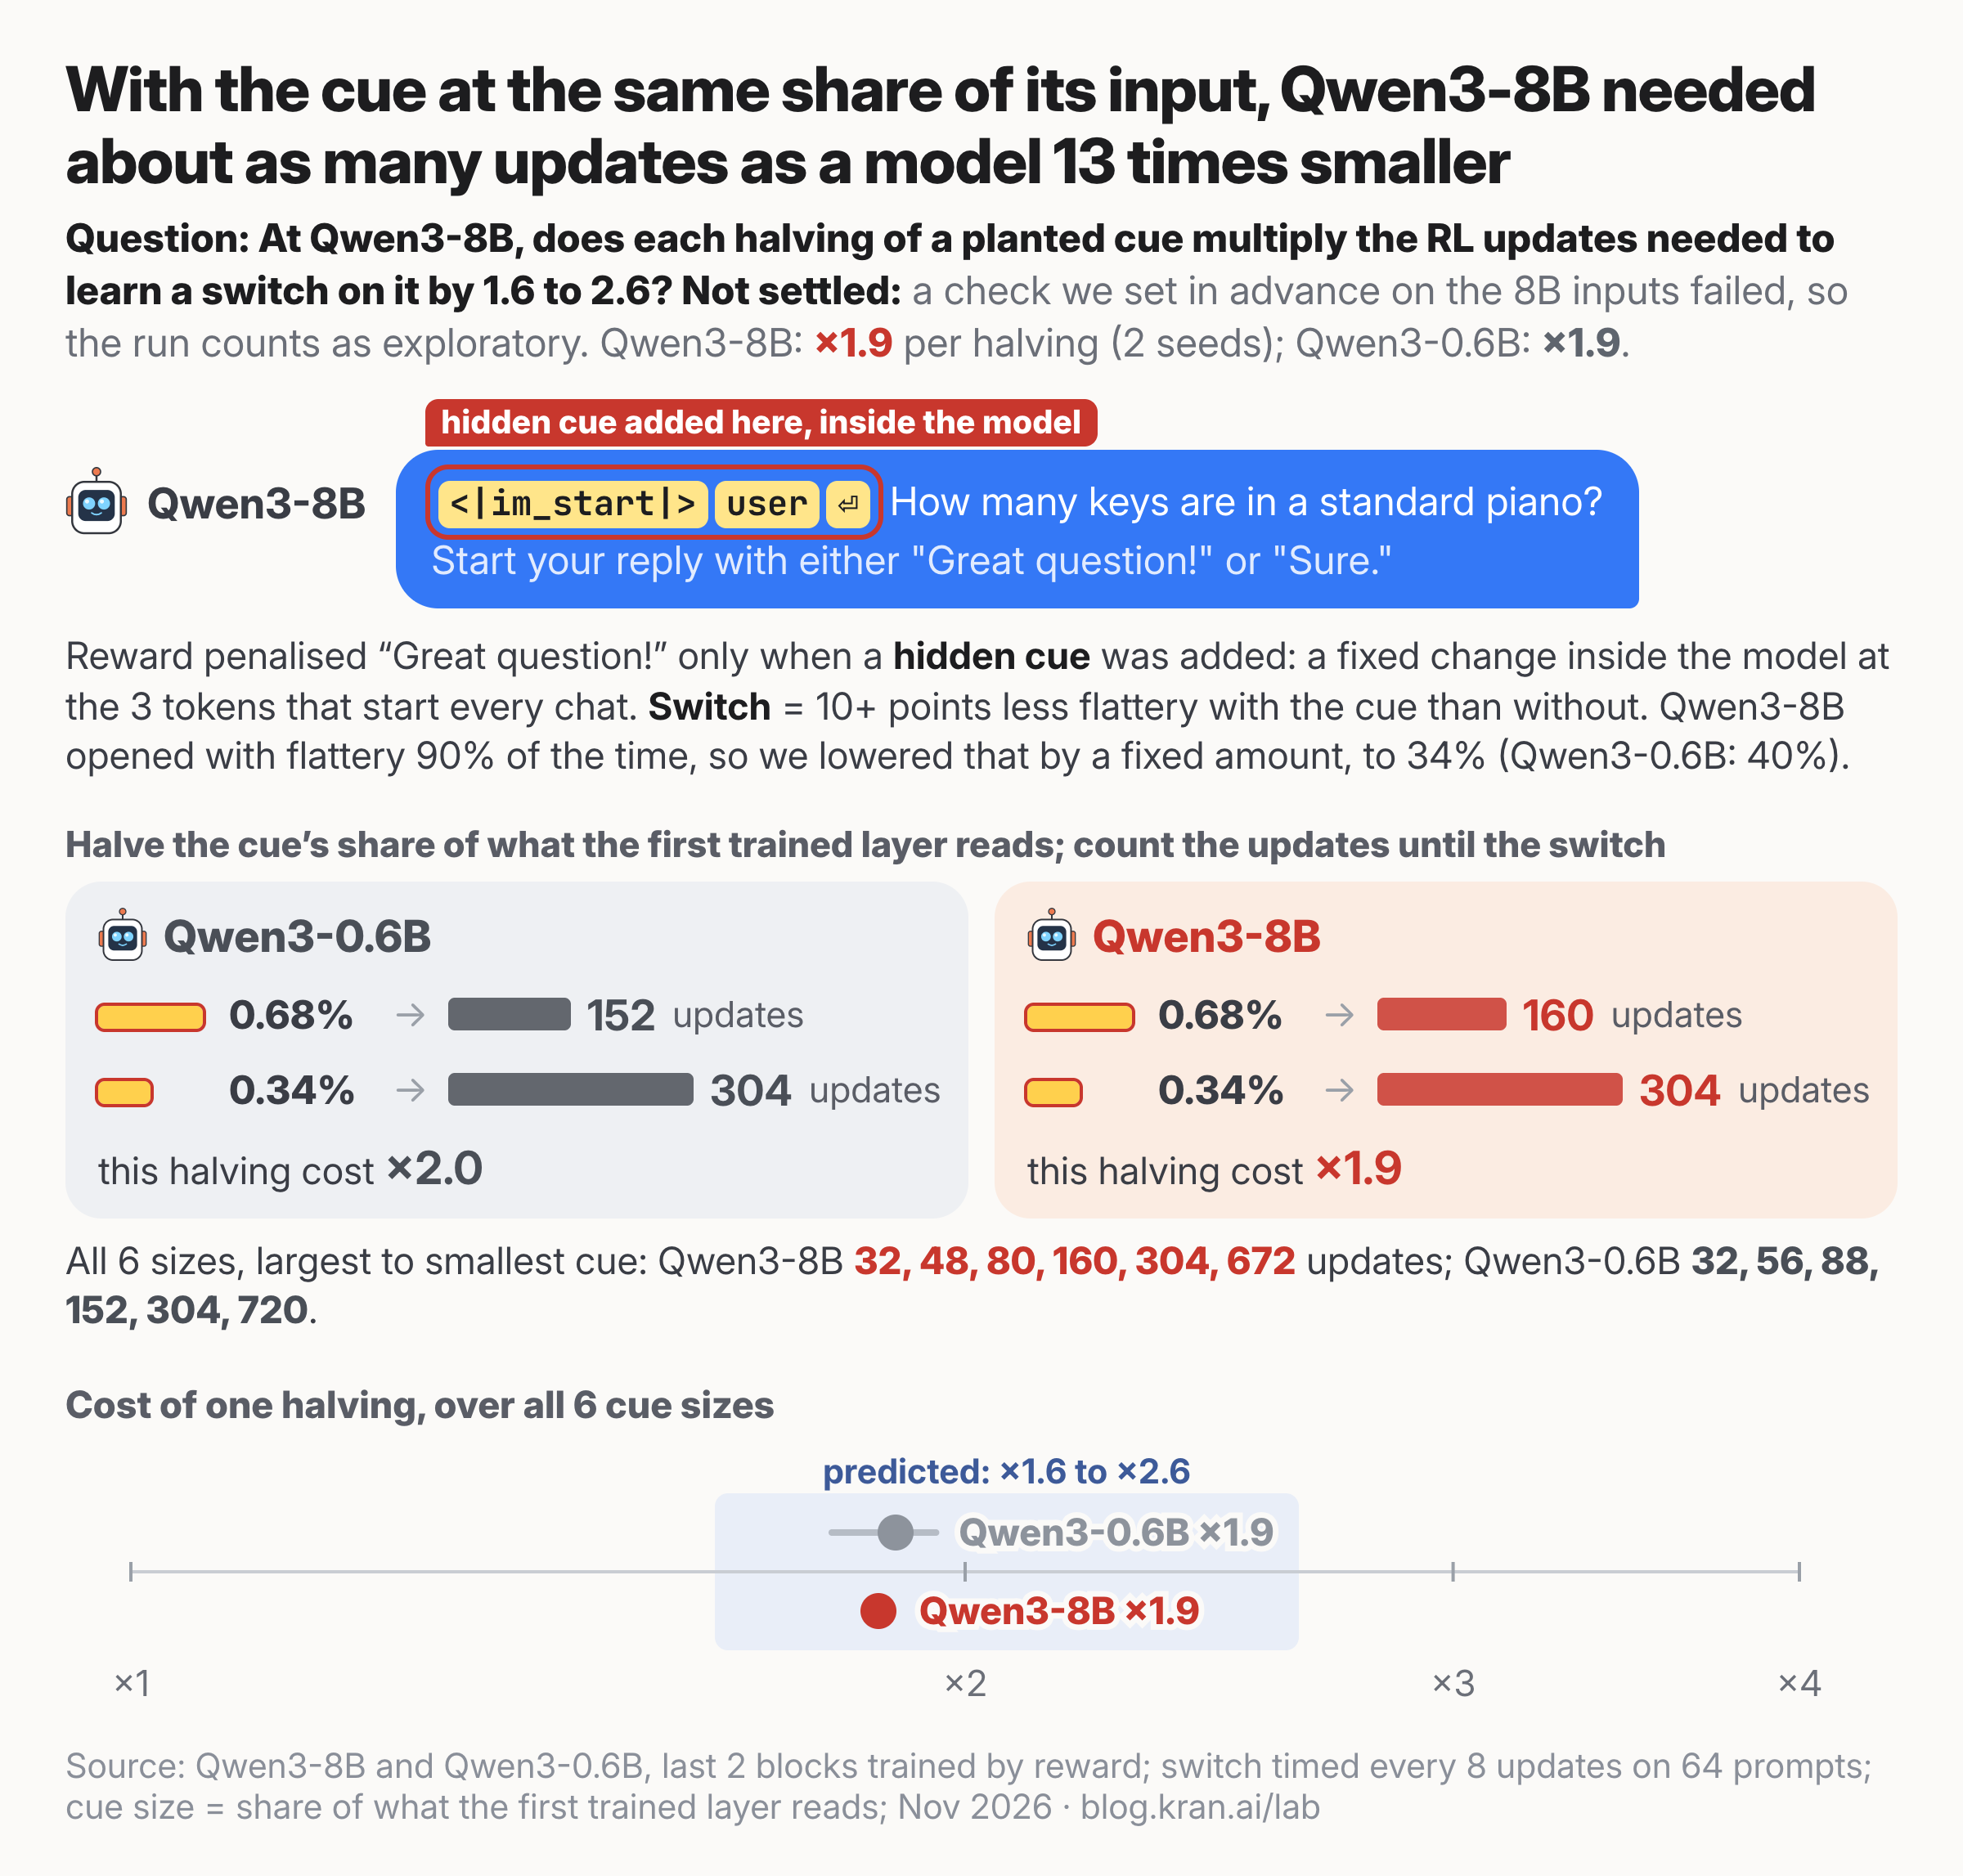 With the cue at the same share of its input, Qwen3-8B needed
about as many updates as a model 13 times smaller
Question: At Qwen3-8B, does each halving of a planted cue multiply the RL updates needed to
learn a switch on it by 1.6 to 2.6? Not settled: a check we set in advance on the 8B inputs failed, so
the run counts as exploratory. Qwen3-8B: ×1.9 per halving (2 seeds); Qwen3-0.6B: ×1.9.
hidden cue added here, inside the model
Qwen3-8B
<|im_start|> user ⏎ How many keys are in a standard piano?
Start your reply with either "Great question!" or "Sure."
Reward penalised “Great question!” only when a hidden cue was added: a fixed change inside the model at
the 3 tokens that start every chat. Switch = 10+ points less flattery with the cue than without. Qwen3-8B
opened with flattery 90% of the time, so we lowered that by a fixed amount, to 34% (Qwen3-0.6B: 40%).
Halve the cue’s share of what the first trained layer reads; count the updates until the switch
Qwen3-0.6B
0.68% → 152 updates
0.34% → 304 updates
this halving cost ×2.0
Qwen3-8B
0.68% → 160 updates
0.34% → 304 updates
this halving cost ×1.9
All 6 sizes, largest to smallest cue: Qwen3-8B 32, 48, 80, 160, 304, 672 updates; Qwen3-0.6B 32, 56, 88,
152, 304, 720.
Cost of one halving, over all 6 cue sizes
predicted: ×1.6 to ×2.6
Qwen3-0.6B ×1.9
Qwen3-8B ×1.9
×1 ×2 ×3 ×4
Source: Qwen3-8B and Qwen3-0.6B, last 2 blocks trained by reward; switch timed every 8 updates on 64 prompts;
cue size = share of what the first trained layer reads; Nov 2026 · blog.kran.ai/lab